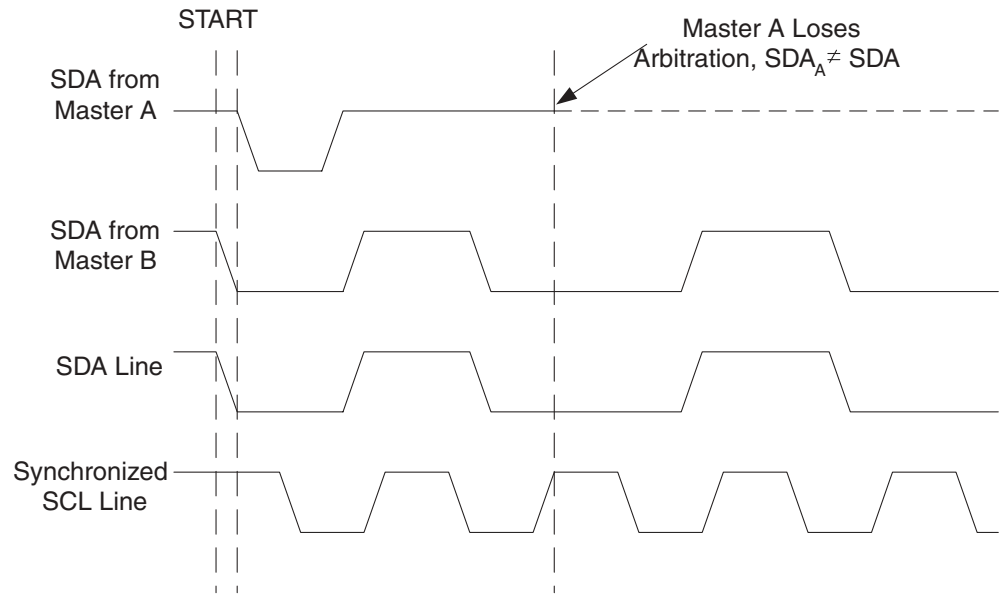 START
Master A Loses
Arbitration, SDA_A ≠ SDA
SDA from
Master A
SDA from
Master B
SDA Line
Synchronized
SCL Line